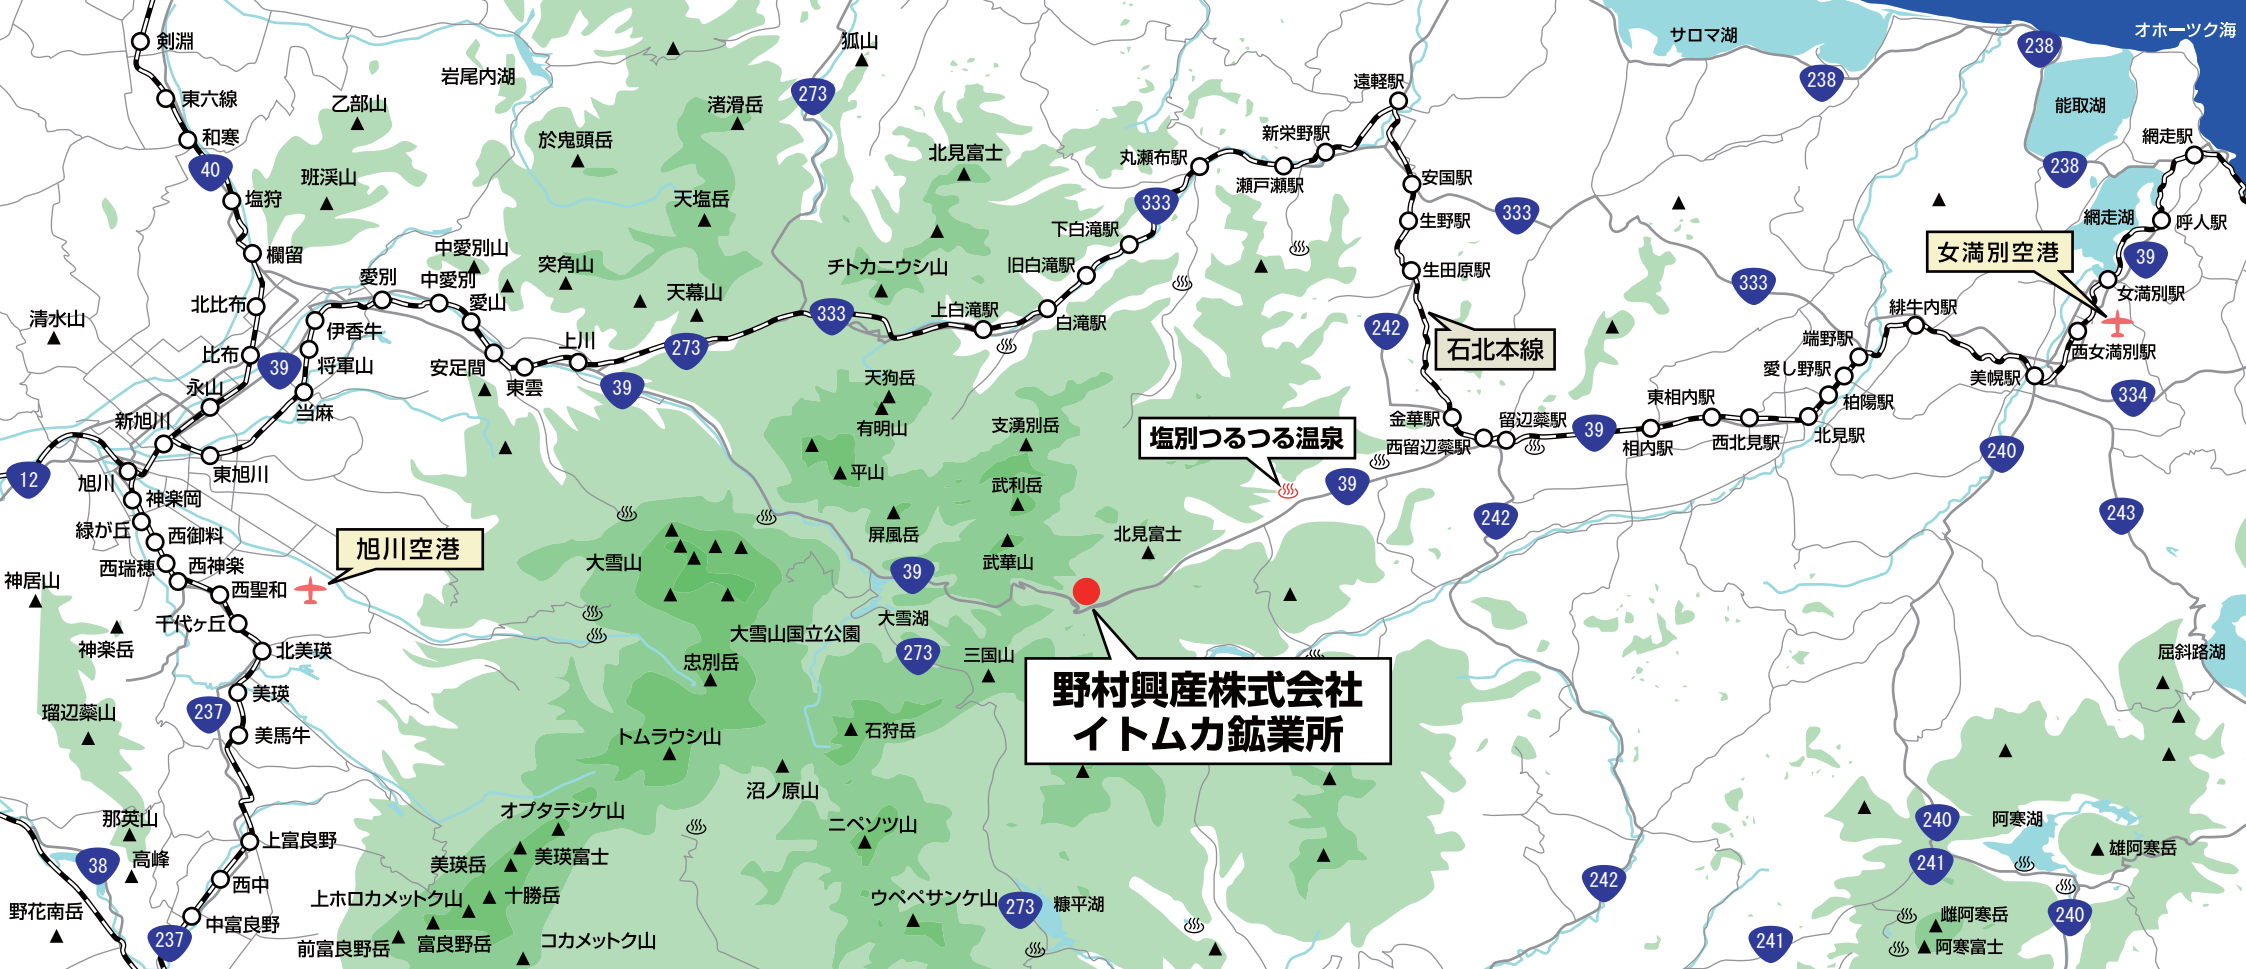 剣淵
東六線
和寒
40
塩狩
欄留
北比布
比布
39
永山
新旭川
旭川
12
東旭川
当麻
将軍山
伊香牛
愛別
中愛別
中愛別山
愛山
安足間
東雲
上川
39
273
333
清水山
乙部山
班渓山
岩尾内湖
於鬼頭岳
渚滑岳
天塩岳
突角山
天幕山
273
狐山
北見富士
チトカニウシ山
上白滝駅
白滝駅
旧白滝駅
下白滝駅
333
丸瀬布駅
瀬戸瀬駅
新栄野駅
遠軽駅
安国駅
生野駅
333
生田原駅
242
石北本線
金華駅
西留辺蘂駅
留辺蘂駅
39
相内駅
東相内駅
西北見駅
北見駅
柏陽駅
愛し野駅
端野駅
緋牛内駅
333
美幌駅
西女満別駅
女満別駅
女満別空港
39
呼人駅
網走駅
網走湖
238
能取湖
238
オホーツク海
サロマ湖
238
334
240
243
242
塩別つるつる温泉
39
天狗岳
有明山
平山
屏風岳
支湧別岳
武利岳
武華山
北見富士
39
大雪湖
273
三国山
野村興産株式会社
イトムカ鉱業所
大雪山
大雪山国立公園
忠別岳
トムラウシ山
石狩岳
沼ノ原山
ニペソツ山
ウペペサンケ山
273
糠平湖
オプタテシケ山
美瑛富士
美瑛岳
十勝岳
上ホロカメットク山
富良野岳
前富良野岳
コカメットク山
旭川空港
神楽岡
緑が丘
西御料
西瑞穂
西神楽
西聖和
千代ヶ丘
北美瑛
美瑛
237
美馬牛
上富良野
西中
中富良野
237
神居山
神楽岳
瑠辺蘂山
那英山
高峰
38
野花南岳
242
241
240
241
阿寒湖
雄阿寒岳
240
雌阿寒岳
阿寒富士
屈斜路湖